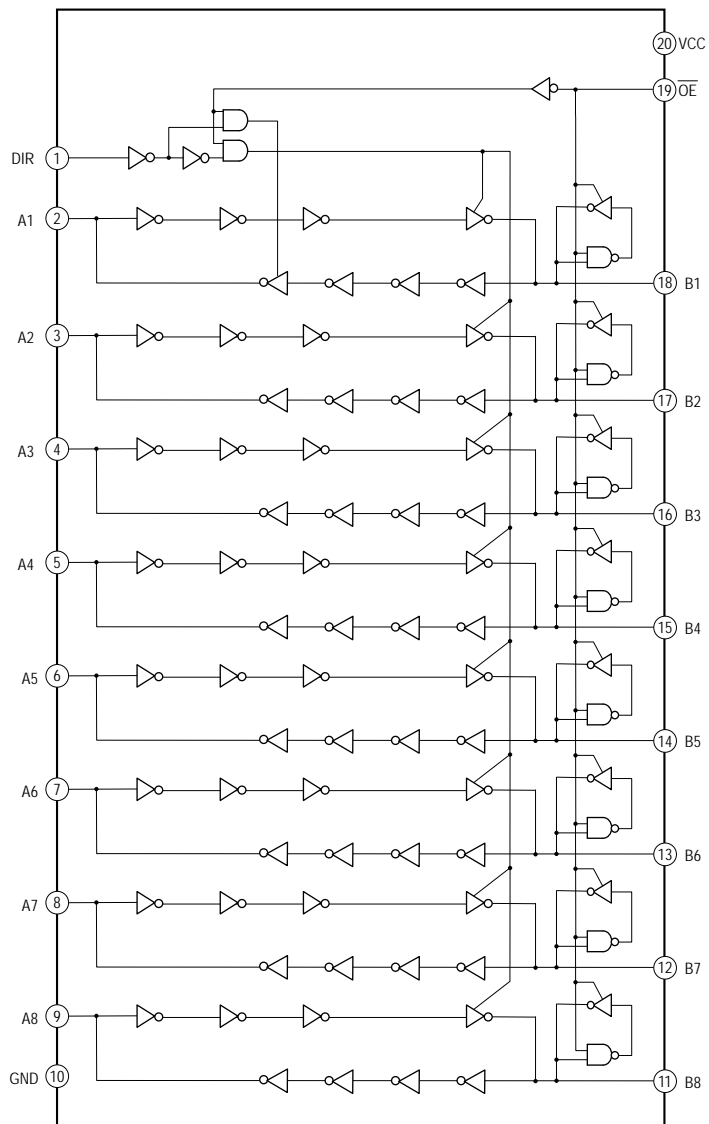 20 VCC
19 O̅E̅
DIR 1
A1 2
18 B1
A2 3
17 B2
A3 4
16 B3
A4 5
15 B4
A5 6
14 B5
A6 7
13 B6
A7 8
12 B7
A8 9
GND 10
11 B8